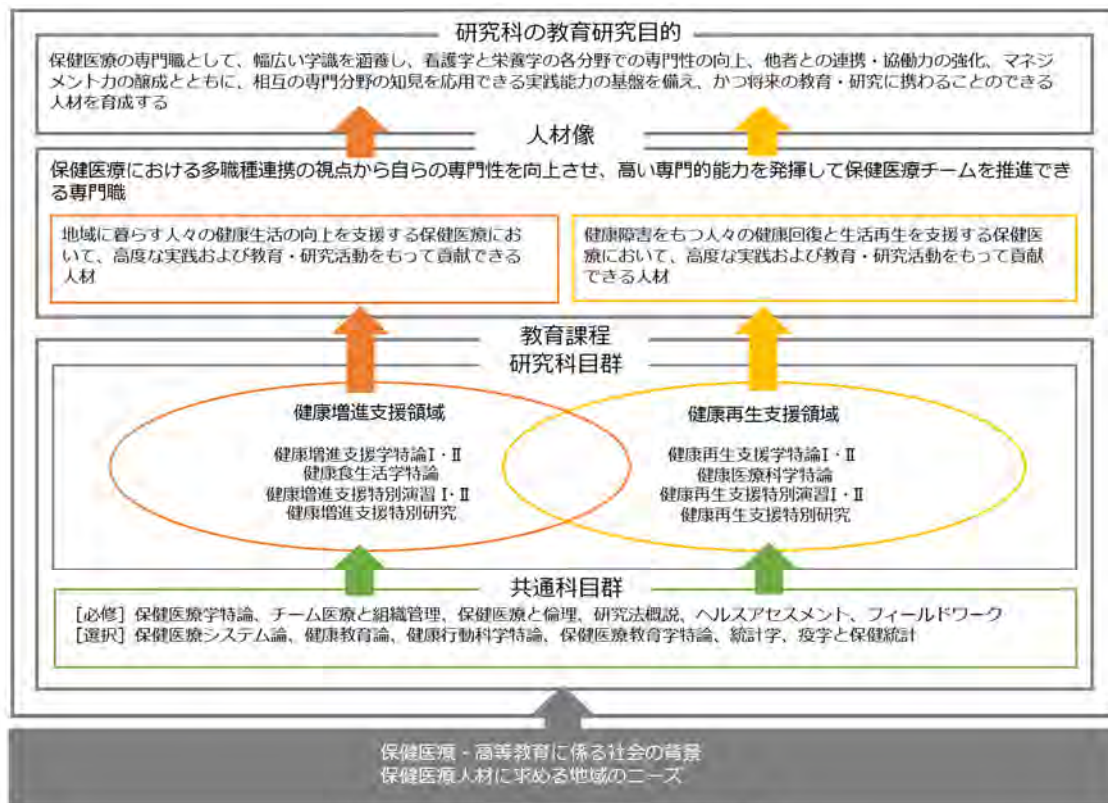 研究科の教育研究目的
保健医療の専門職として、幅広い学識を涵養し、看護学と栄養学の各分野での専門性の向上、他者との連携・協働力の強化、マネジ
メント力の醸成とともに、相互の専門分野の知見を応用できる実践能力の基盤を備え、かつ将来の教育・研究に携わることのできる
人材を育成する
人材像
保健医療における多職種連携の視点から自らの専門性を向上させ、高い専門的能力を発揮して保健医療チームを推進でき
る専門職
地域に暮らす人々の健康生活の向上を支援する保健医療にお
いて、高度な実践および教育・研究活動をもって貢献できる
人材
健康障害をもつ人々の健康回復と生活再生を支援する保健医
療において、高度な実践および教育・研究活動をもって貢献
できる人材
教育課程
研究科目群
健康増進支援領域
健康増進支援学特論Ⅰ・Ⅱ
健康食生活学特論
健康増進支援特別演習 Ⅰ・Ⅱ
健康増進支援特別研究
健康再生支援領域
健康再生支援学特論Ⅰ・Ⅱ
健康医療科学特論
健康再生支援特別演習Ⅰ・Ⅱ
健康再生支援特別研究
共通科目群
[必修] 保健医療学特論、チーム医療と組織管理、保健医療と倫理、研究法概説、ヘルスアセスメント、フィールドワーク
[選択] 保健医療システム論、健康教育論、健康行動科学特論、保健医療教育学特論、統計学、疫学と保健統計
保健医療・高等教育に係る社会の背景
保健医療人材に求める地域のニーズ